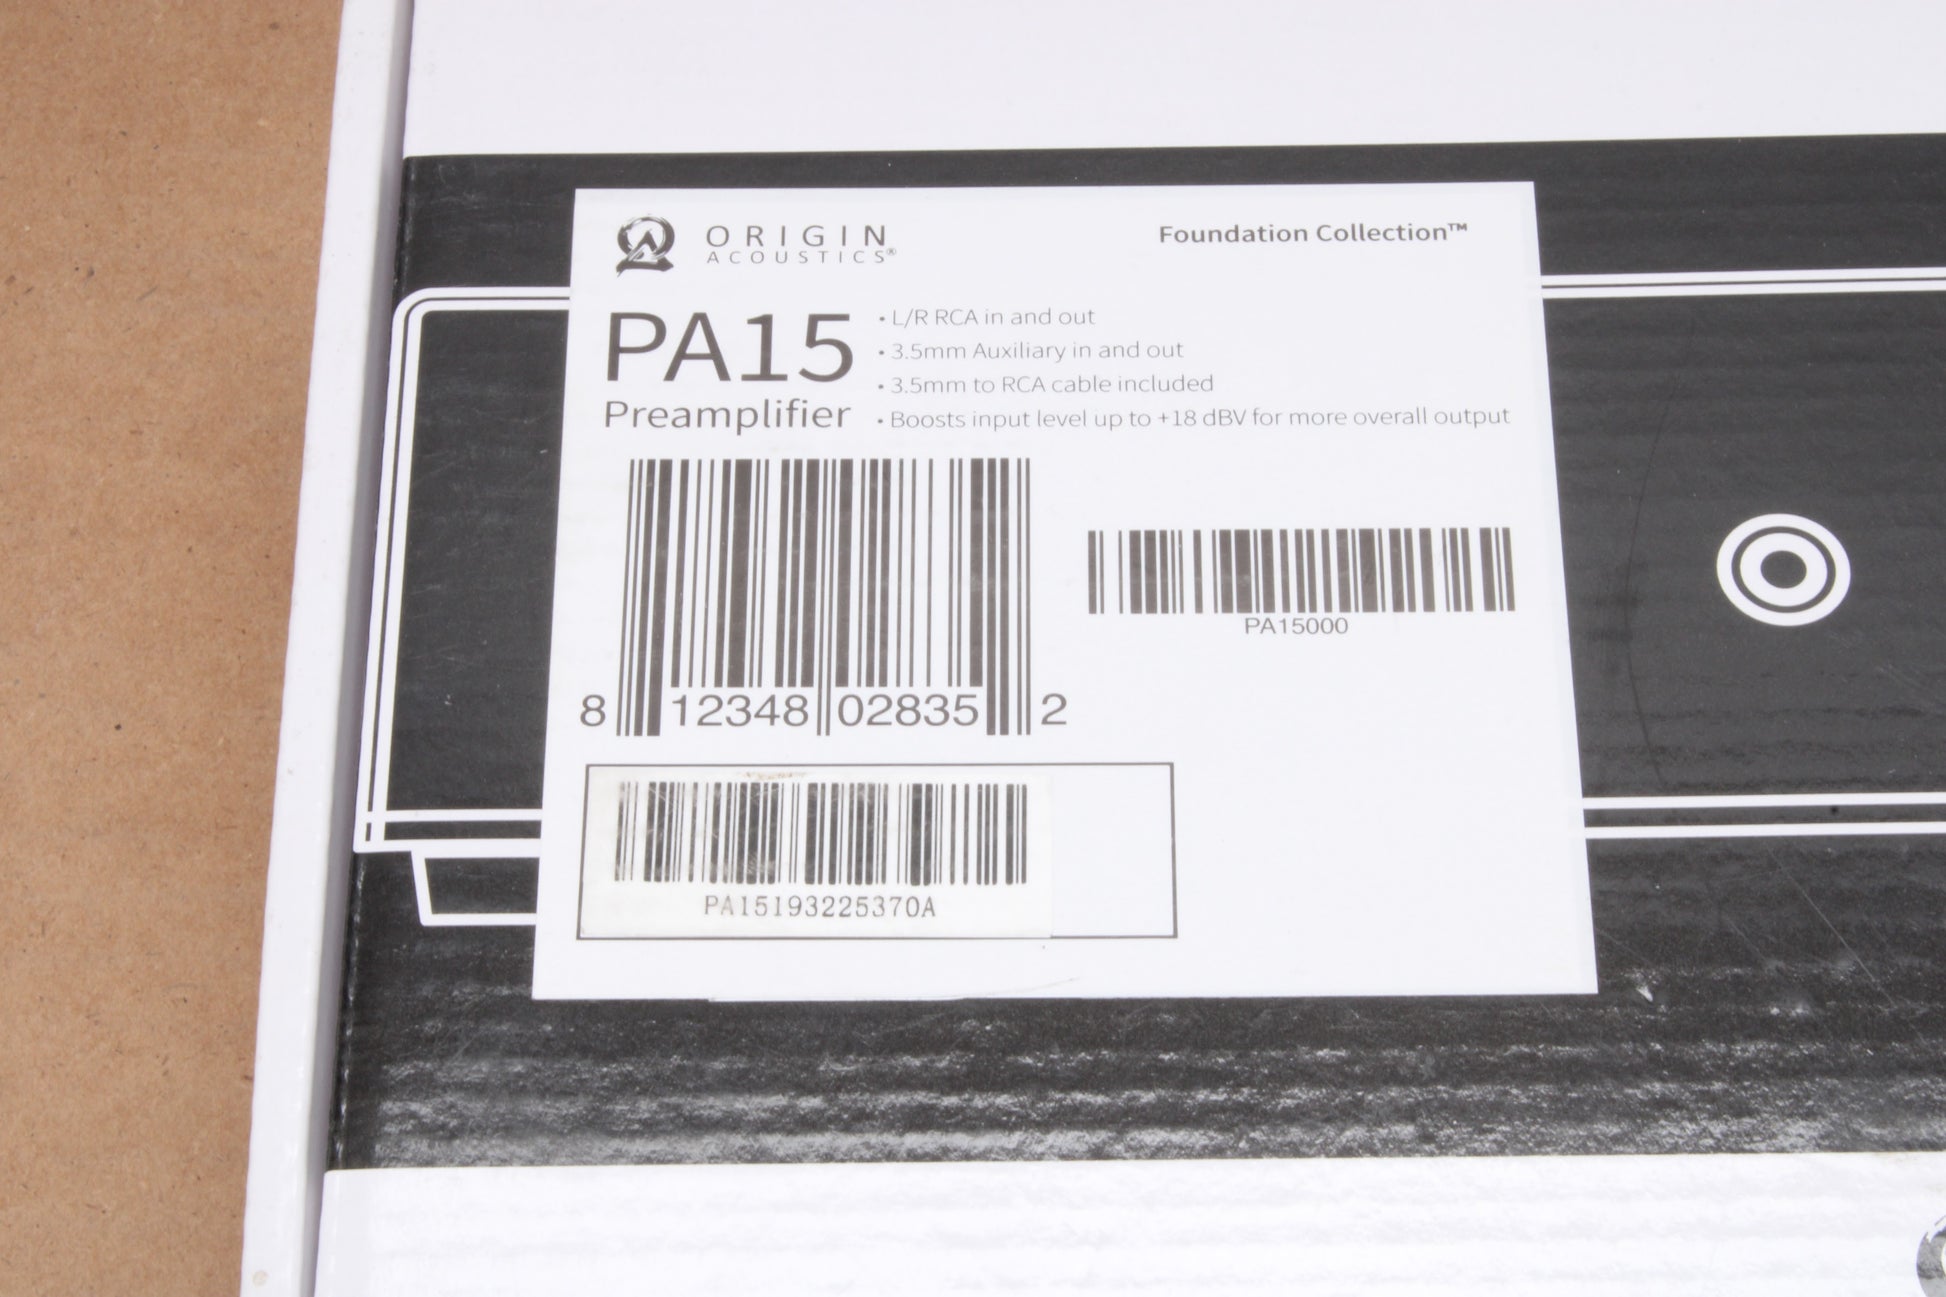 ORIGIN
ACOUSTICS®
Foundation Collection™
PA15
Preamplifier
• L/R RCA in and out
• 3.5mm Auxiliary in and out
• 3.5mm to RCA cable included
• Boosts input level up to +18 dBV for more overall output
8 12348 02835 2
PA15000
PA15193225370A